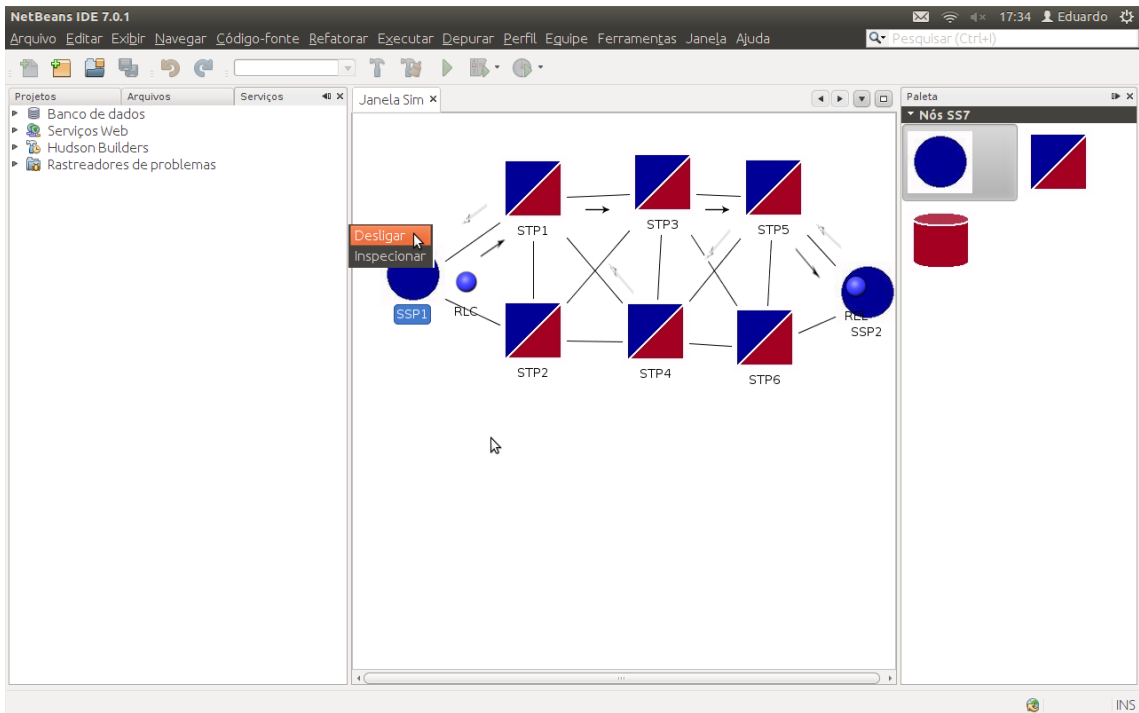 NetBeans IDE 7.0.1 17:34 Eduardo
Arquivo Editar Exibir Navegar Código-fonte Refatorar Executar Depurar Perfil Equipe Ferramentas Janela Ajuda Pesquisar (Ctrl+I)
Projetos Arquivos Serviços
Banco de dados
Serviços Web
Hudson Builders
Rastreadores de problemas
Janela Sim
Desligar
Inspecionar
STP1
STP3
STP5
SSP1
RLC
REL
SSP2
STP2
STP4
STP6
Paleta
Nós SS7
INS